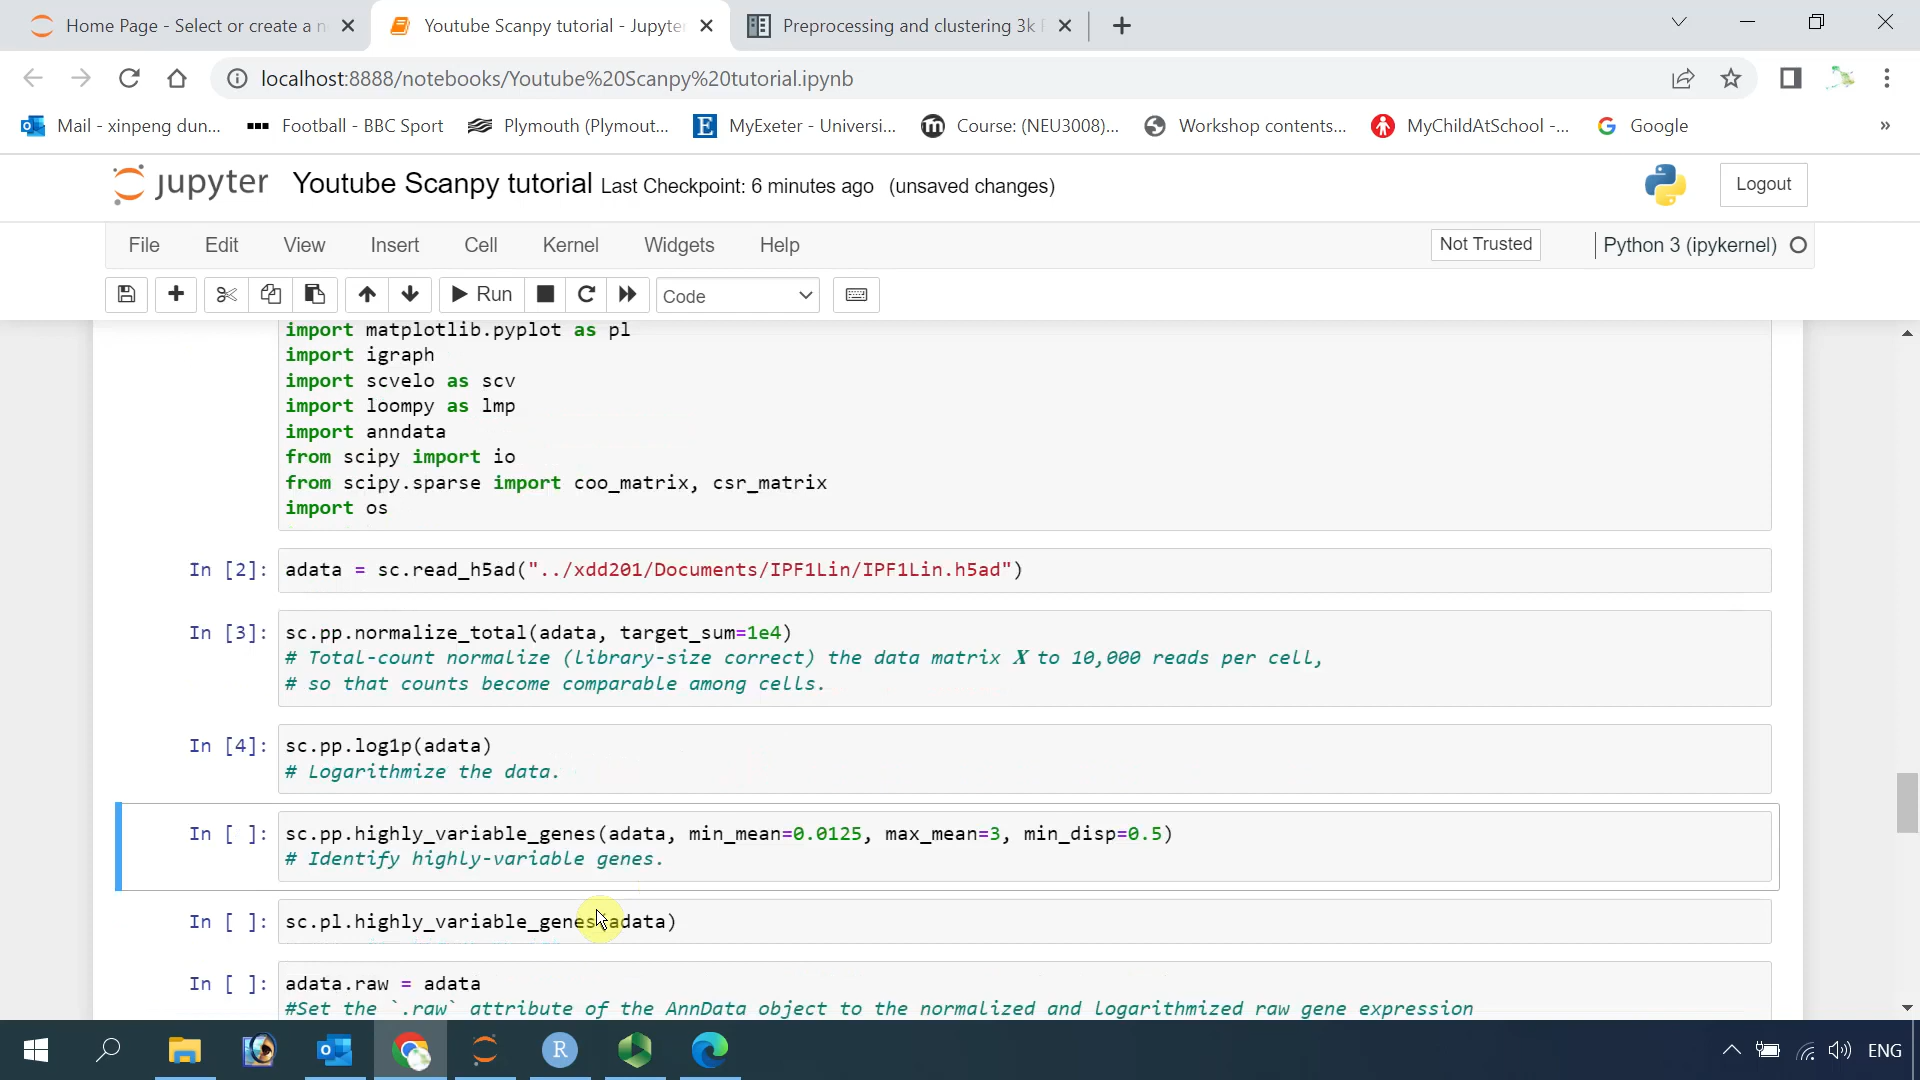 Home Page - Select or create a n
Youtube Scanpy tutorial - Jupyter
Preprocessing and clustering 3k
localhost:8888/notebooks/Youtube%20Scanpy%20tutorial.ipynb
Mail - xinpeng dun...
Football - BBC Sport
Plymouth (Plymout...
E
MyExeter - Universi...
Course: (NEU3008)...
Workshop contents...
MyChildAtSchool -...
Google
»
jupyter Youtube Scanpy tutorial Last Checkpoint: 6 minutes ago (unsaved changes)
Logout
File Edit View Insert Cell Kernel Widgets Help
Not Trusted
Python 3 (ipykernel)
Run
Code
import matplotlib.pyplot as pl
import igraph
import scvelo as scv
import loompy as lmp
import anndata
from scipy import io
from scipy.sparse import coo_matrix, csr_matrix
import os
In [2]: adata = sc.read_h5ad("../xdd201/Documents/IPF1Lin/IPF1Lin.h5ad")
In [3]: sc.pp.normalize_total(adata, target_sum=1e4)
# Total-count normalize (library-size correct) the data matrix X to 10,000 reads per cell,
# so that counts become comparable among cells.
In [4]: sc.pp.log1p(adata)
# Logarithmize the data.
In [ ]: sc.pp.highly_variable_genes(adata, min_mean=0.0125, max_mean=3, min_disp=0.5)
# Identify highly-variable genes.
In [ ]: sc.pl.highly_variable_genes(adata)
In [ ]: adata.raw = adata
#Set the `.raw` attribute of the AnnData object to the normalized and logarithmized raw gene expression
R
ENG